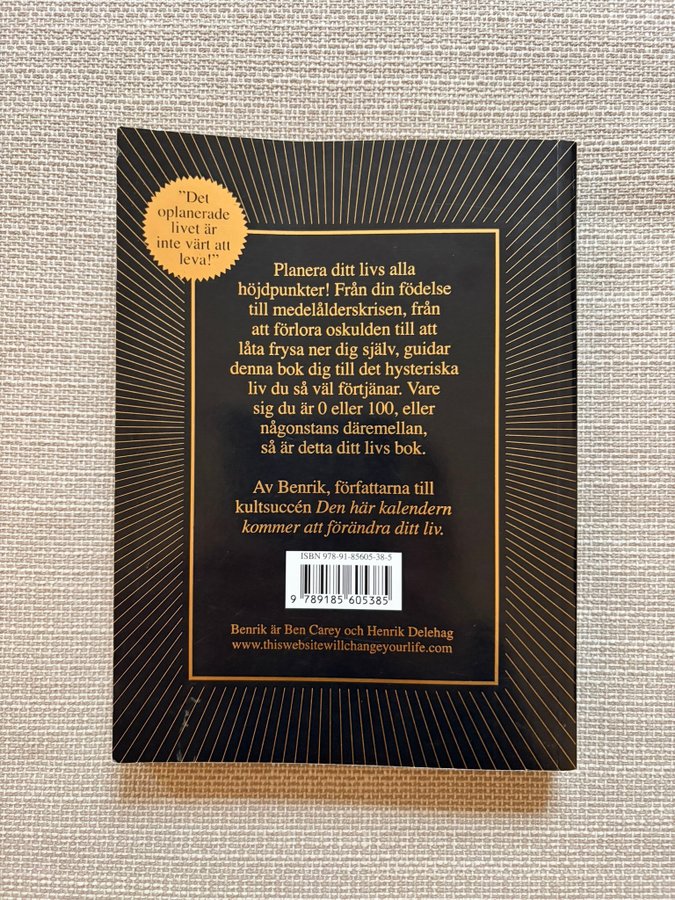 ”Det
oplanerade
livet är
inte värt att
leva!”
Planera ditt livs alla
höjdpunkter! Från din födelse
till medelålderskrisen, från
att förlora oskulden till att
låta frysa ner dig själv, guidar
denna bok dig till det hysteriska
liv du så väl förtjänar. Vare
sig du är 0 eller 100, eller
någonstans däremellan,
så är detta ditt livs bok.
Av Benrik, författarna till
kultsuccén Den här kalendern
kommer att förändra ditt liv.
ISBN 978-91-85605-38-5
9 789185 605385
Benrik är Ben Carey och Henrik Delehag
www.thiswebsitewillchangeyourlife.com